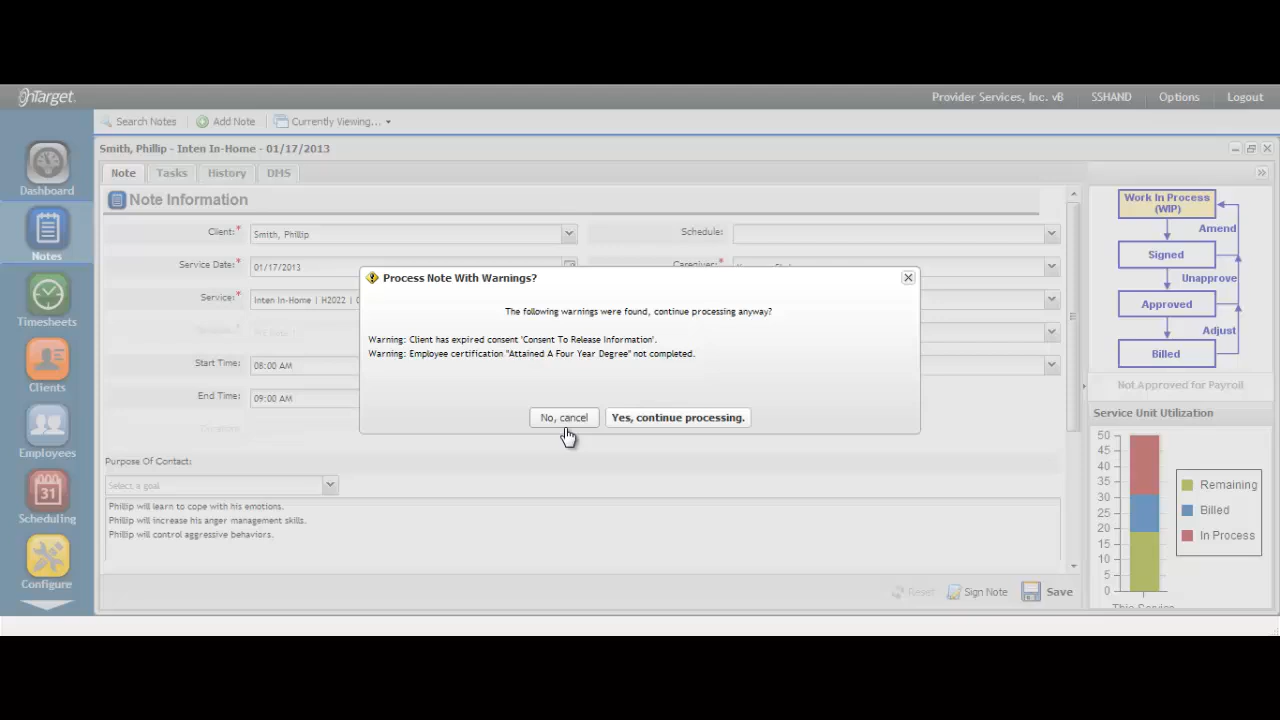 onTarget
Provider Services, Inc. vB SSHAND Options Logout
Search Notes Add Note Currently Viewing...
Smith, Phillip - Inten In-Home - 01/17/2013
Note Tasks History DMS
Note Information
Client:* Smith, Phillip Schedule:
Service Date:* 01/17/2013 Caregiver:*
Service:* Inten In-Home | H2022 |
Start Time: 08:00 AM
End Time: 09:00 AM
Process Note With Warnings?
The following warnings were found, continue processing anyway?
Warning: Client has expired consent 'Consent To Release Information'.
Warning: Employee certification "Attained A Four Year Degree" not completed.
No, cancel Yes, continue processing.
Purpose Of Contact:
Select a goal
Phillip will learn to cope with his emotions.
Phillip will increase his anger management skills.
Phillip will control aggressive behaviors.
Reset Sign Note Save
Dashboard
Notes
Timesheets
Clients
Employees
31
Scheduling
Configure
Work In Process
(WIP)
Amend
Signed
Unapprove
Approved
Adjust
Billed
Not Approved for Payroll
Service Unit Utilization
50
45
40
35
30
25
20
15
10
5
0
Remaining
Billed
In Process
This Service